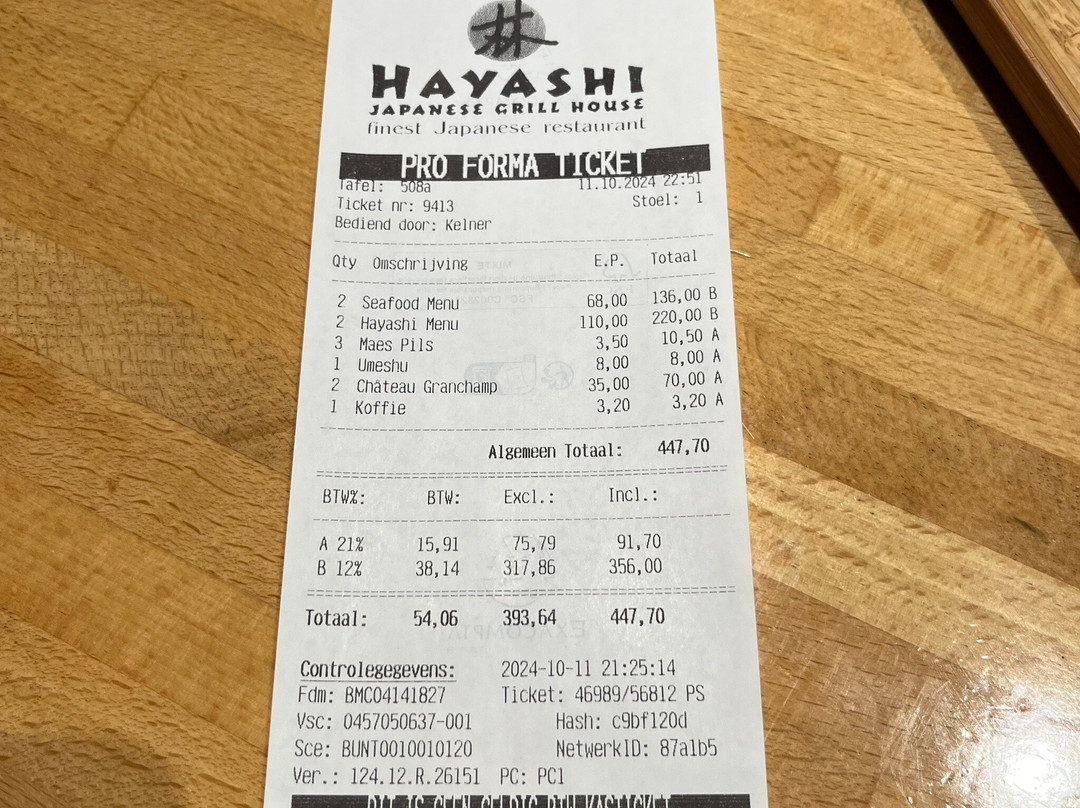 林
HAYASHI
JAPANESE GRILL HOUSE
finest Japanese restaurant
PRO FORMA TICKET
Tafel: 508a 11.10.2024 22:51
Ticket nr: 9413 Stoel: 1
Bediend door: Kelner
Qty Omschrijving E.P. Totaal
2 Seafood Menu 68,00 136,00 B
2 Hayashi Menu 110,00 220,00 B
3 Maes Pils 3,50 10,50 A
1 Umeshu 8,00 8,00 A
2 Château Granchamp 35,00 70,00 A
1 Koffie 3,20 3,20 A
Algemeen Totaal: 447,70
BTW%: BTW: Excl.: Incl.:
A 21% 15,91 75,79 91,70
B 12% 38,14 317,86 356,00
Totaal: 54,06 393,64 447,70
Controlegegevens: 2024-10-11 21:25:14
Fdm: BMC04141827 Ticket: 46989/56812 PS
Vsc: 0457050637-001 Hash: c9bf120d
Sce: BUNT0010010120 NetwerkID: 87a1b5
Ver.: 124.12.R.26151 PC: PC1
DIT IS GEEN GELDIG BTW-KASTICKET